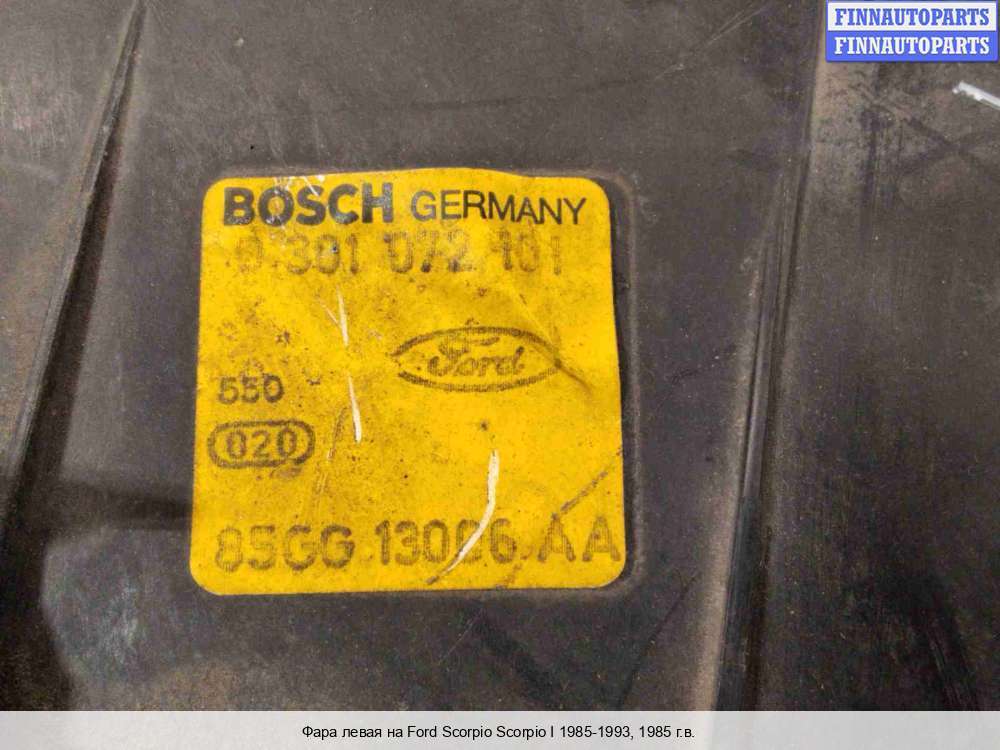 FINNAUTOPARTS
FINNAUTOPARTS
BOSCH GERMANY
0 301 072 101
Ford
550
020
85GG 13006 AA
Фара левая на Ford Scorpio Scorpio I 1985-1993, 1985 г.в.